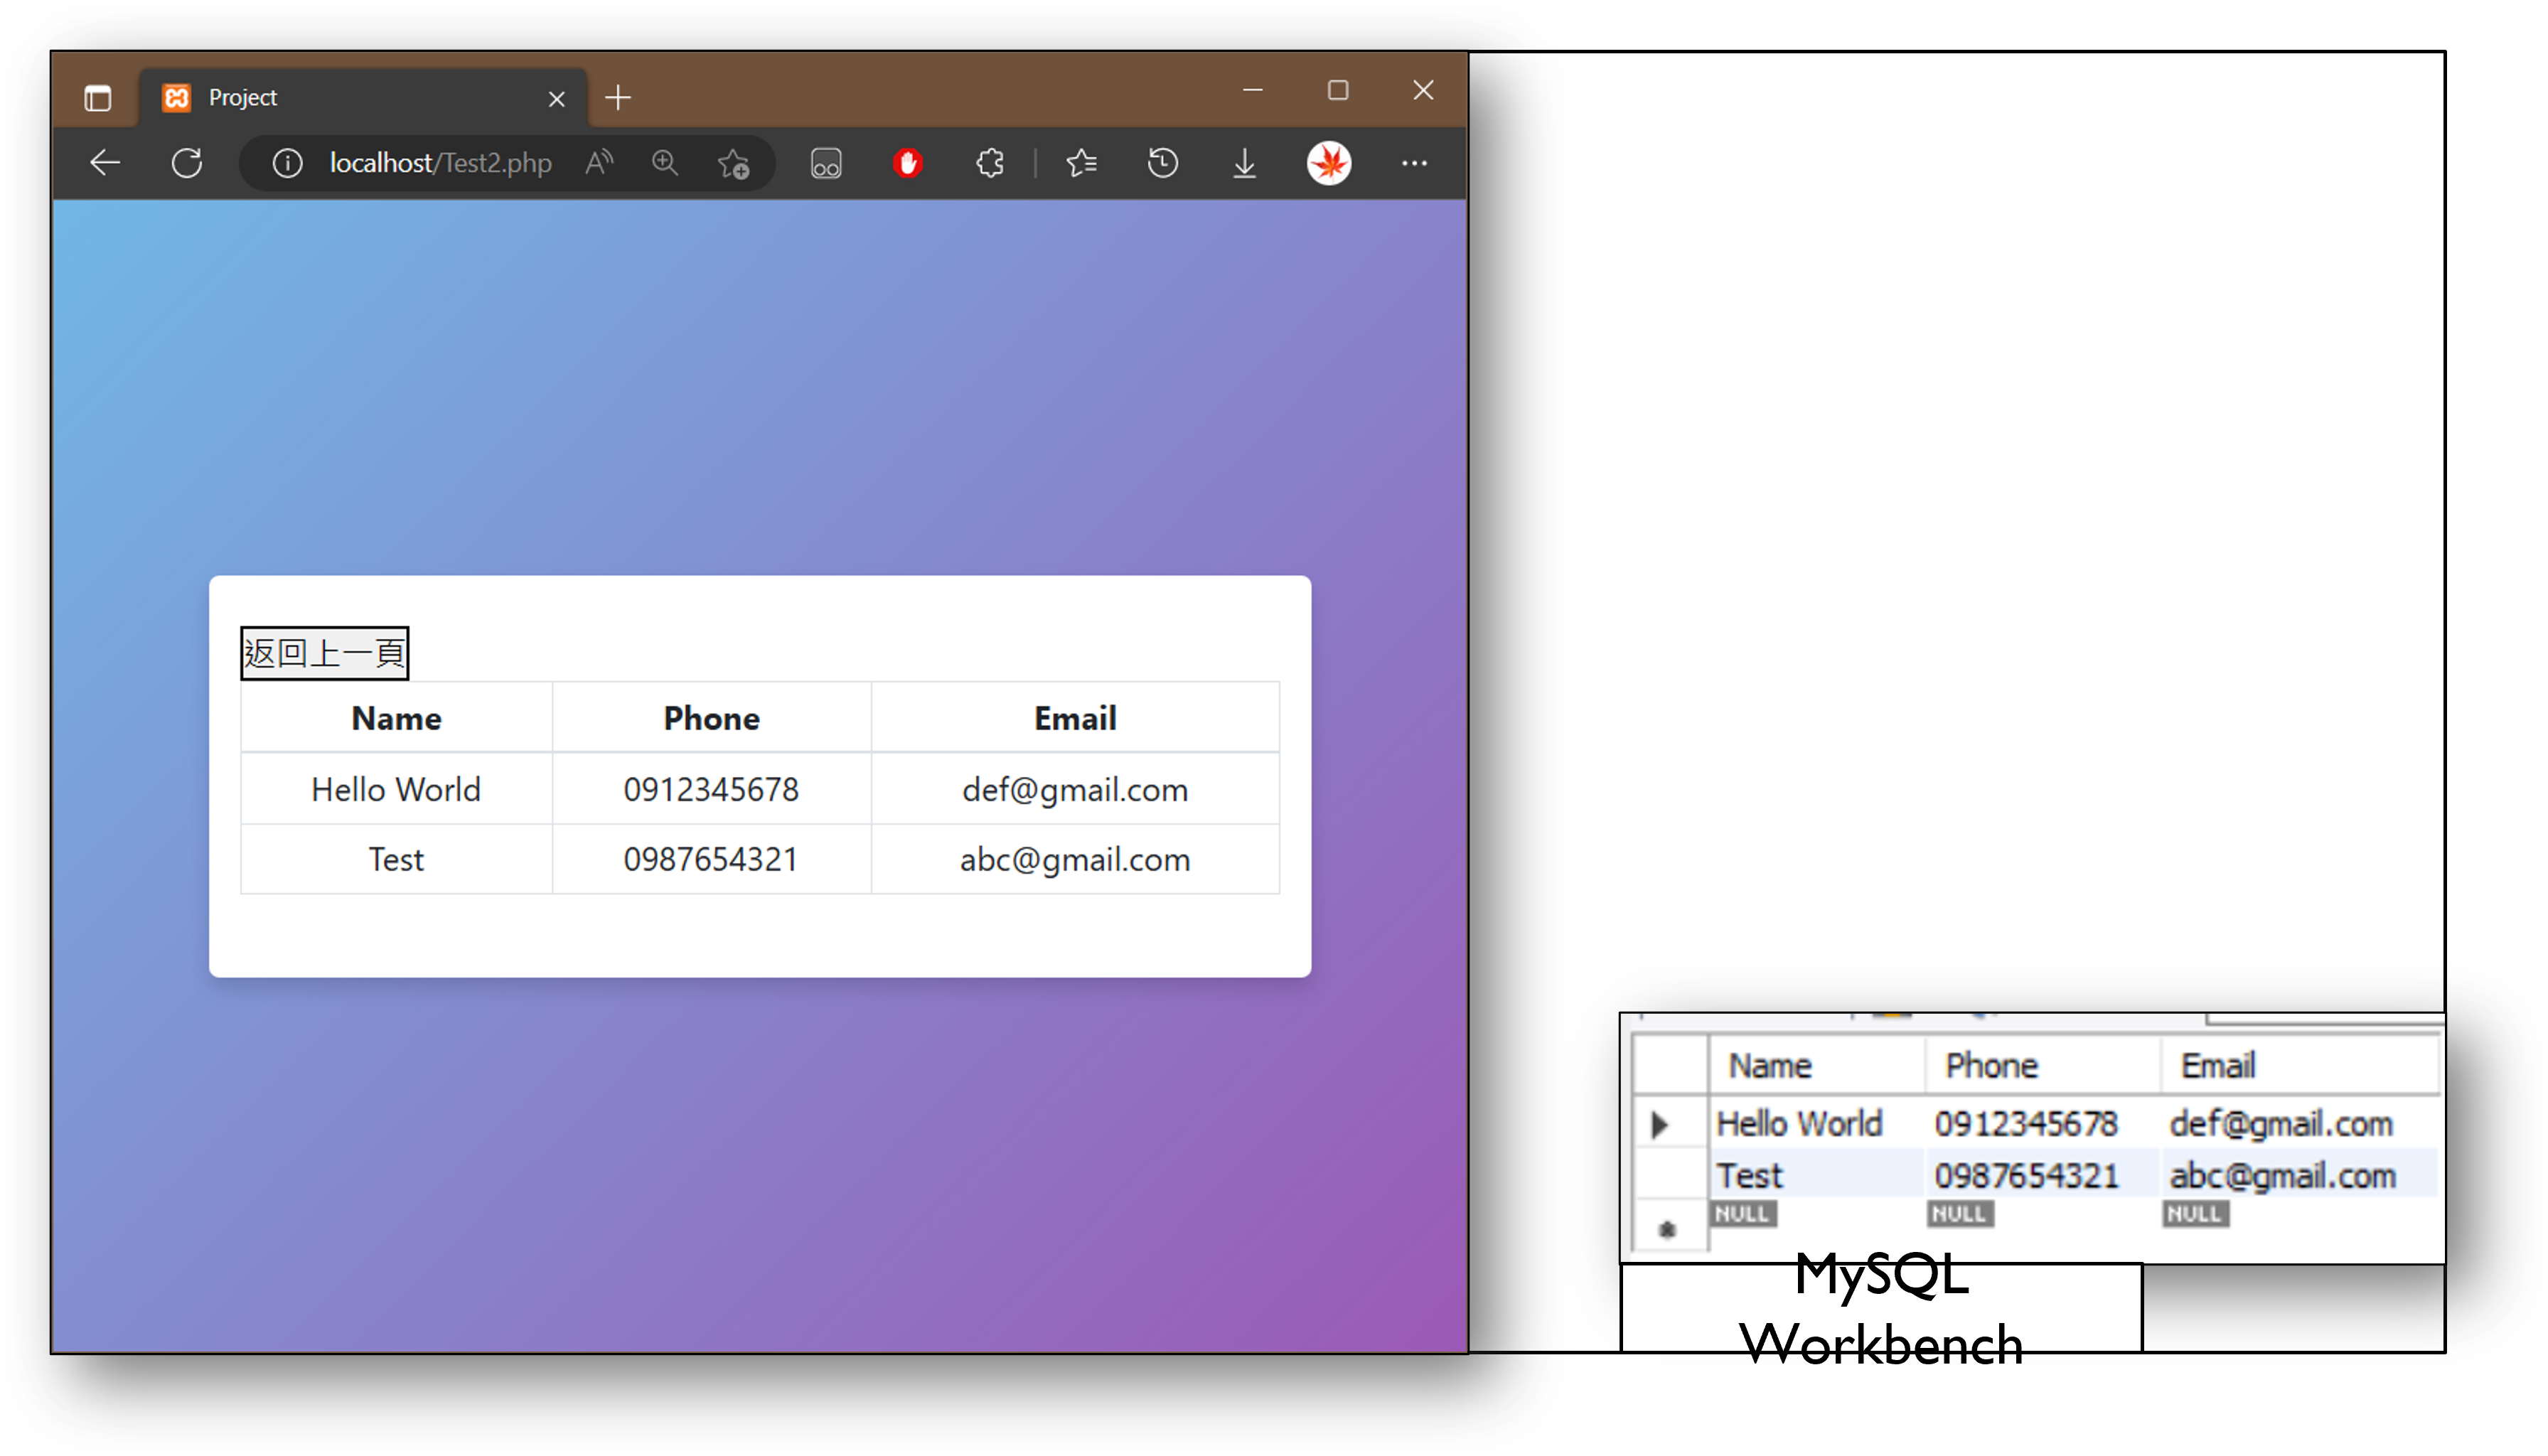 Project
localhost/Test2.php
返回上一頁
Name Phone Email
Hello World 0912345678 def@gmail.com
Test 0987654321 abc@gmail.com
Name Phone Email
Hello World 0912345678 def@gmail.com
Test 0987654321 abc@gmail.com
NULL NULL NULL
MySQL
Workbench